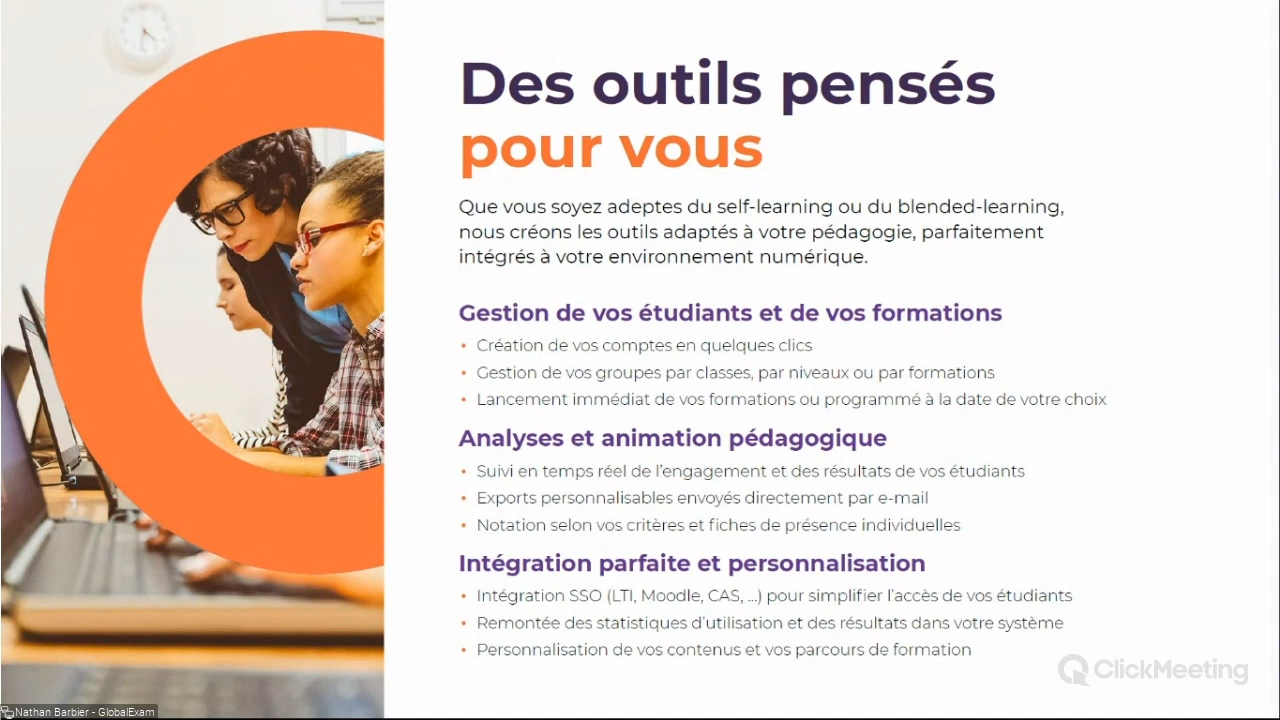 Des outils pensés
pour vous
Que vous soyez adeptes du self-learning ou du blended-learning,
nous créons les outils adaptés à votre pédagogie, parfaitement
intégrés à votre environnement numérique.
Gestion de vos étudiants et de vos formations
• Création de vos comptes en quelques clics
• Gestion de vos groupes par classes, par niveaux ou par formations
• Lancement immédiat de vos formations ou programmé à la date de votre choix
Analyses et animation pédagogique
• Suivi en temps réel de l'engagement et des résultats de vos étudiants
• Exports personnalisables envoyés directement par e-mail
• Notation selon vos critères et fiches de présence individuelles
Intégration parfaite et personnalisation
• Intégration SSO (LTI, Moodle, CAS, ...) pour simplifier l'accès de vos étudiants
• Remontée des statistiques d'utilisation et des résultats dans votre système
• Personnalisation de vos contenus et vos parcours de formation
ClickMeeting
Nathan Barbier - GlobalExam